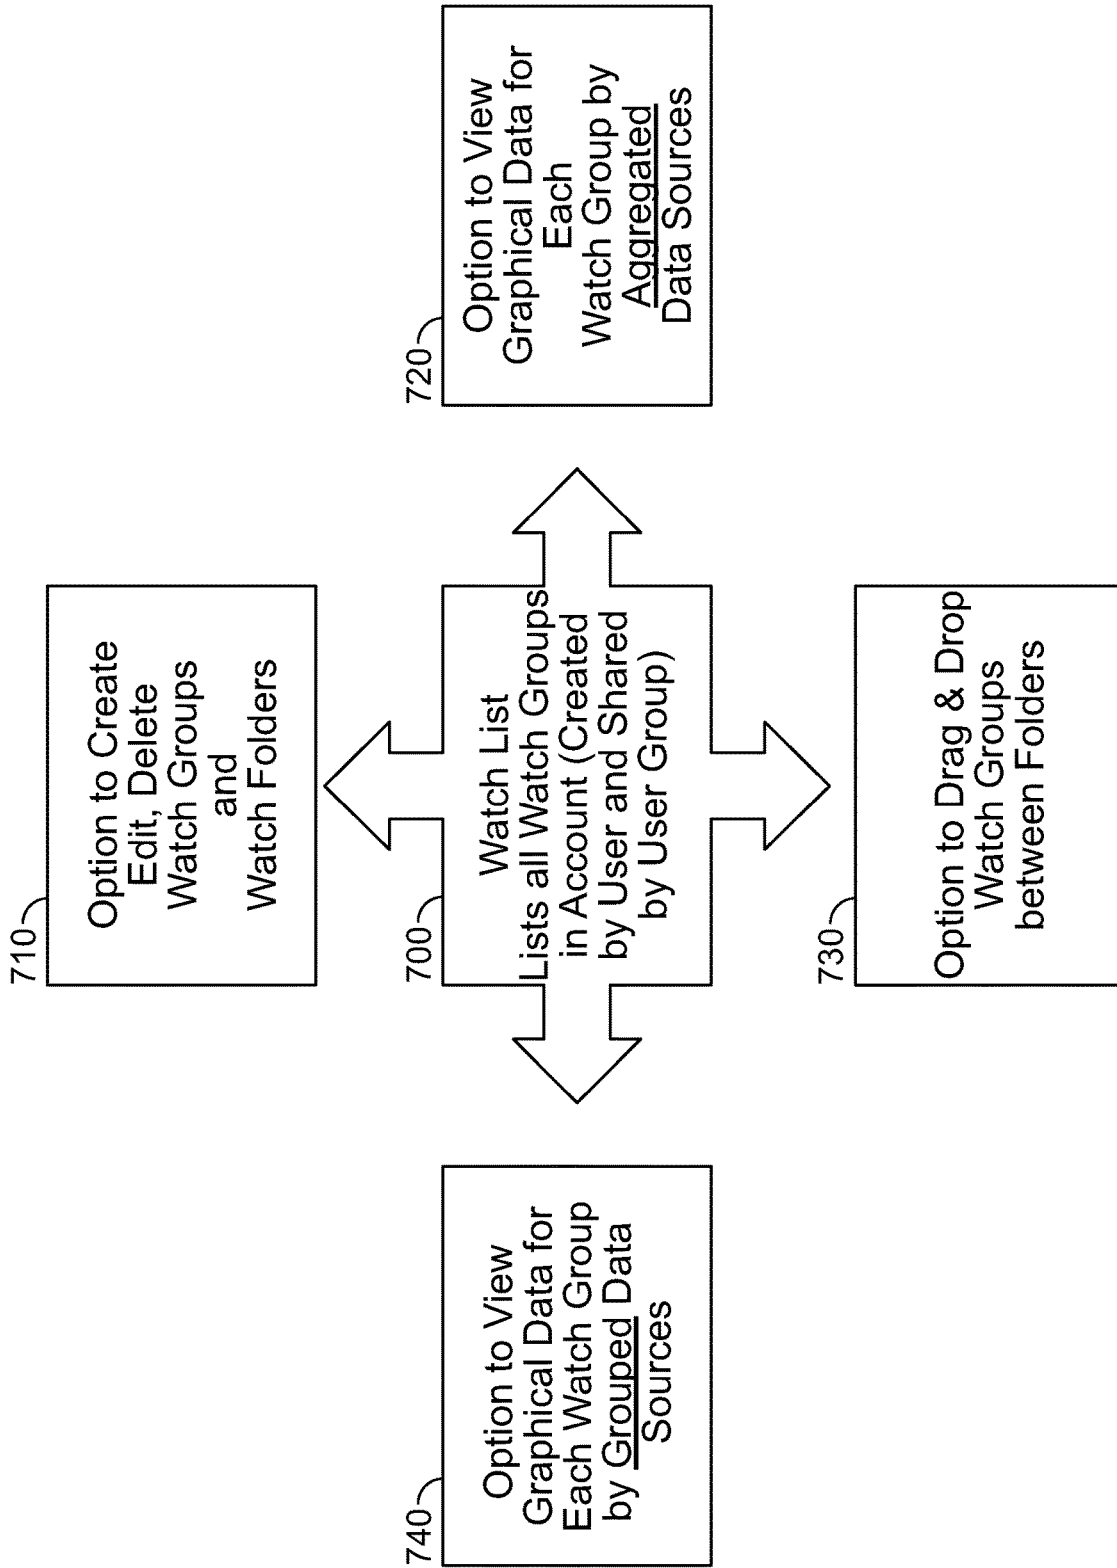 710
Option to Create
Edit, Delete
Watch Groups
and
Watch Folders
740
Option to View
Graphical Data for
Each Watch Group
by Grouped Data
Sources
700
Watch List
Lists all Watch Groups
in Account (Created
by User and Shared
by User Group)
720
Option to View
Graphical Data for
Each
Watch Group by
Aggregated
Data Sources
730
Option to Drag & Drop
Watch Groups
between Folders